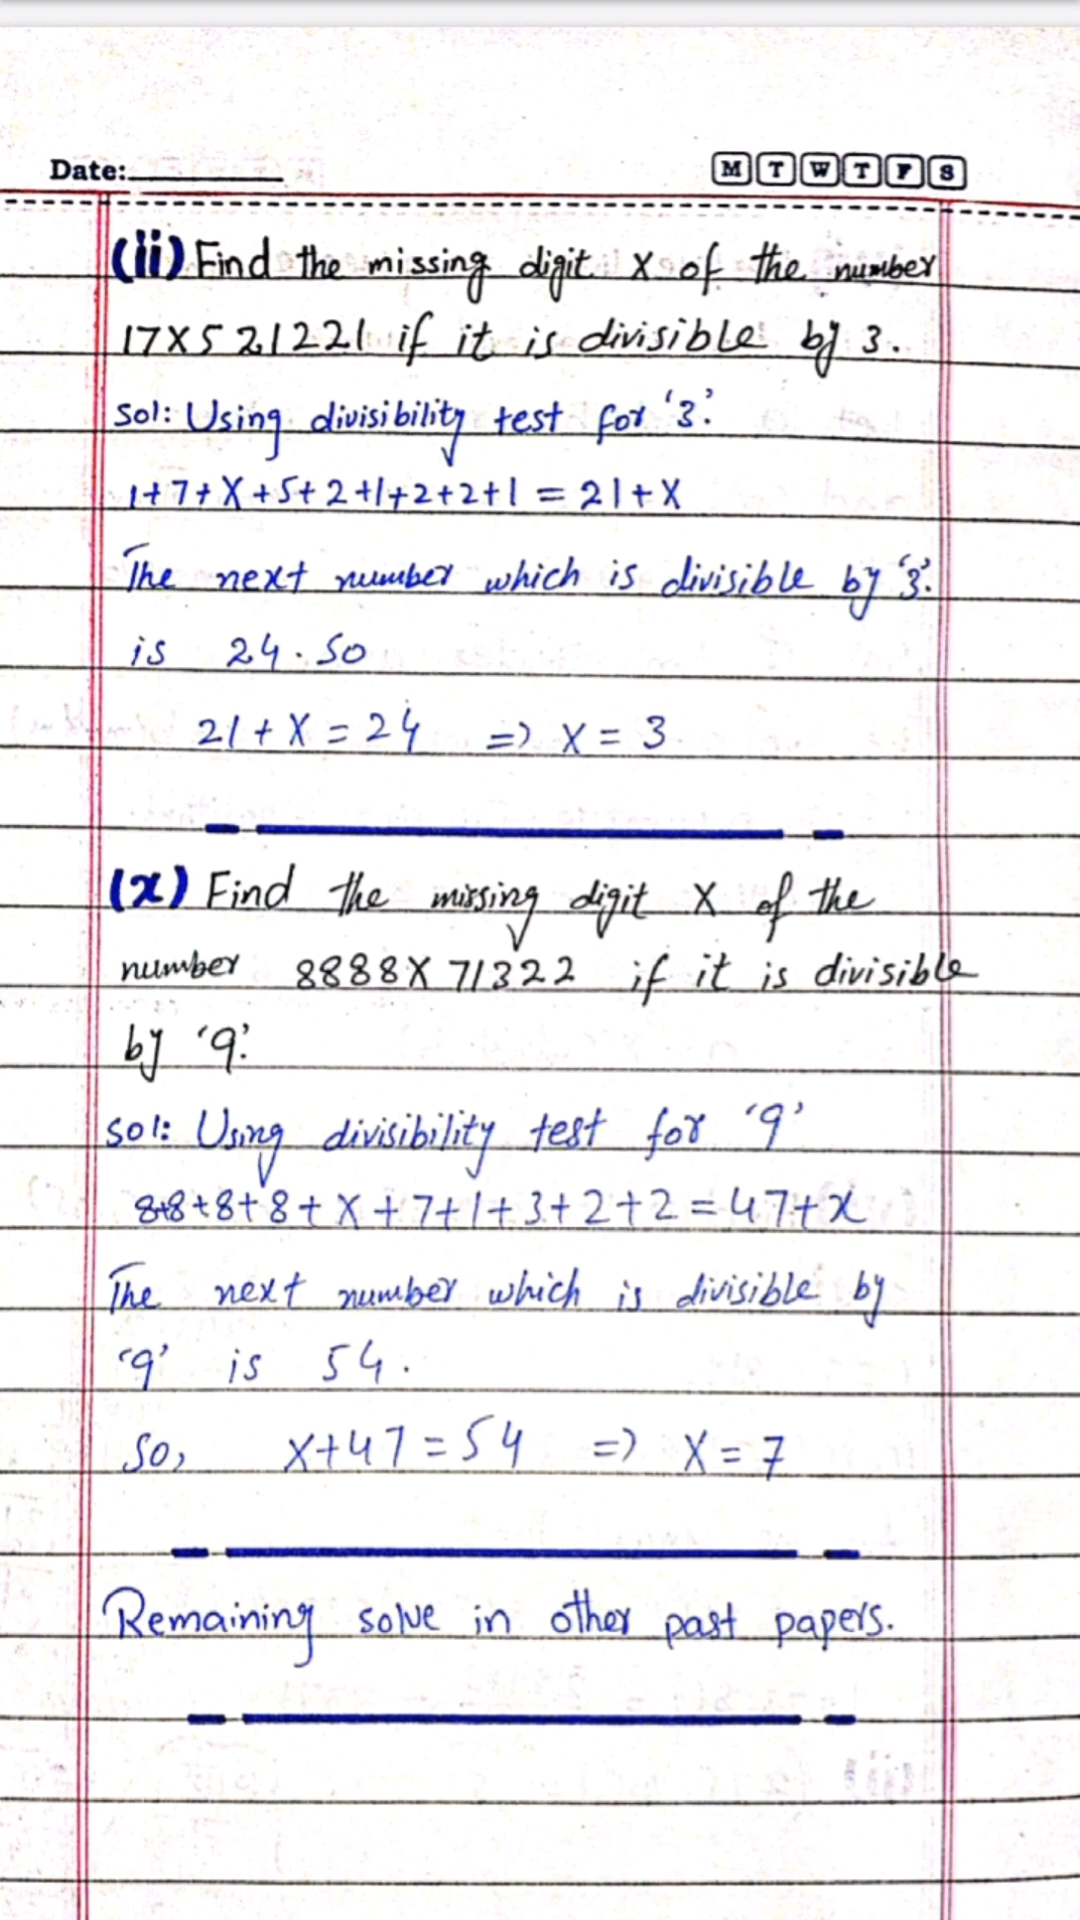 Date:
M T W T F S
(ii) Find the missing digit X of the number
17X521221 if it is divisible by 3.
Sol: Using divisibility test for '3'.
1+7+X+5+2+1+2+2+1 = 21+X
The next number which is divisible by '3'.
is 24. So
21+X = 24 => X = 3
(x) Find the missing digit X of the
number 8888X71322 if it is divisible
by '9'.
Sol: Using divisibility test for '9'
8+8+8+8+X+7+1+3+2+2=47+x
The next number which is divisible by
'9' is 54.
So, X+47=54 => X=7
Remaining solve in other past papers.